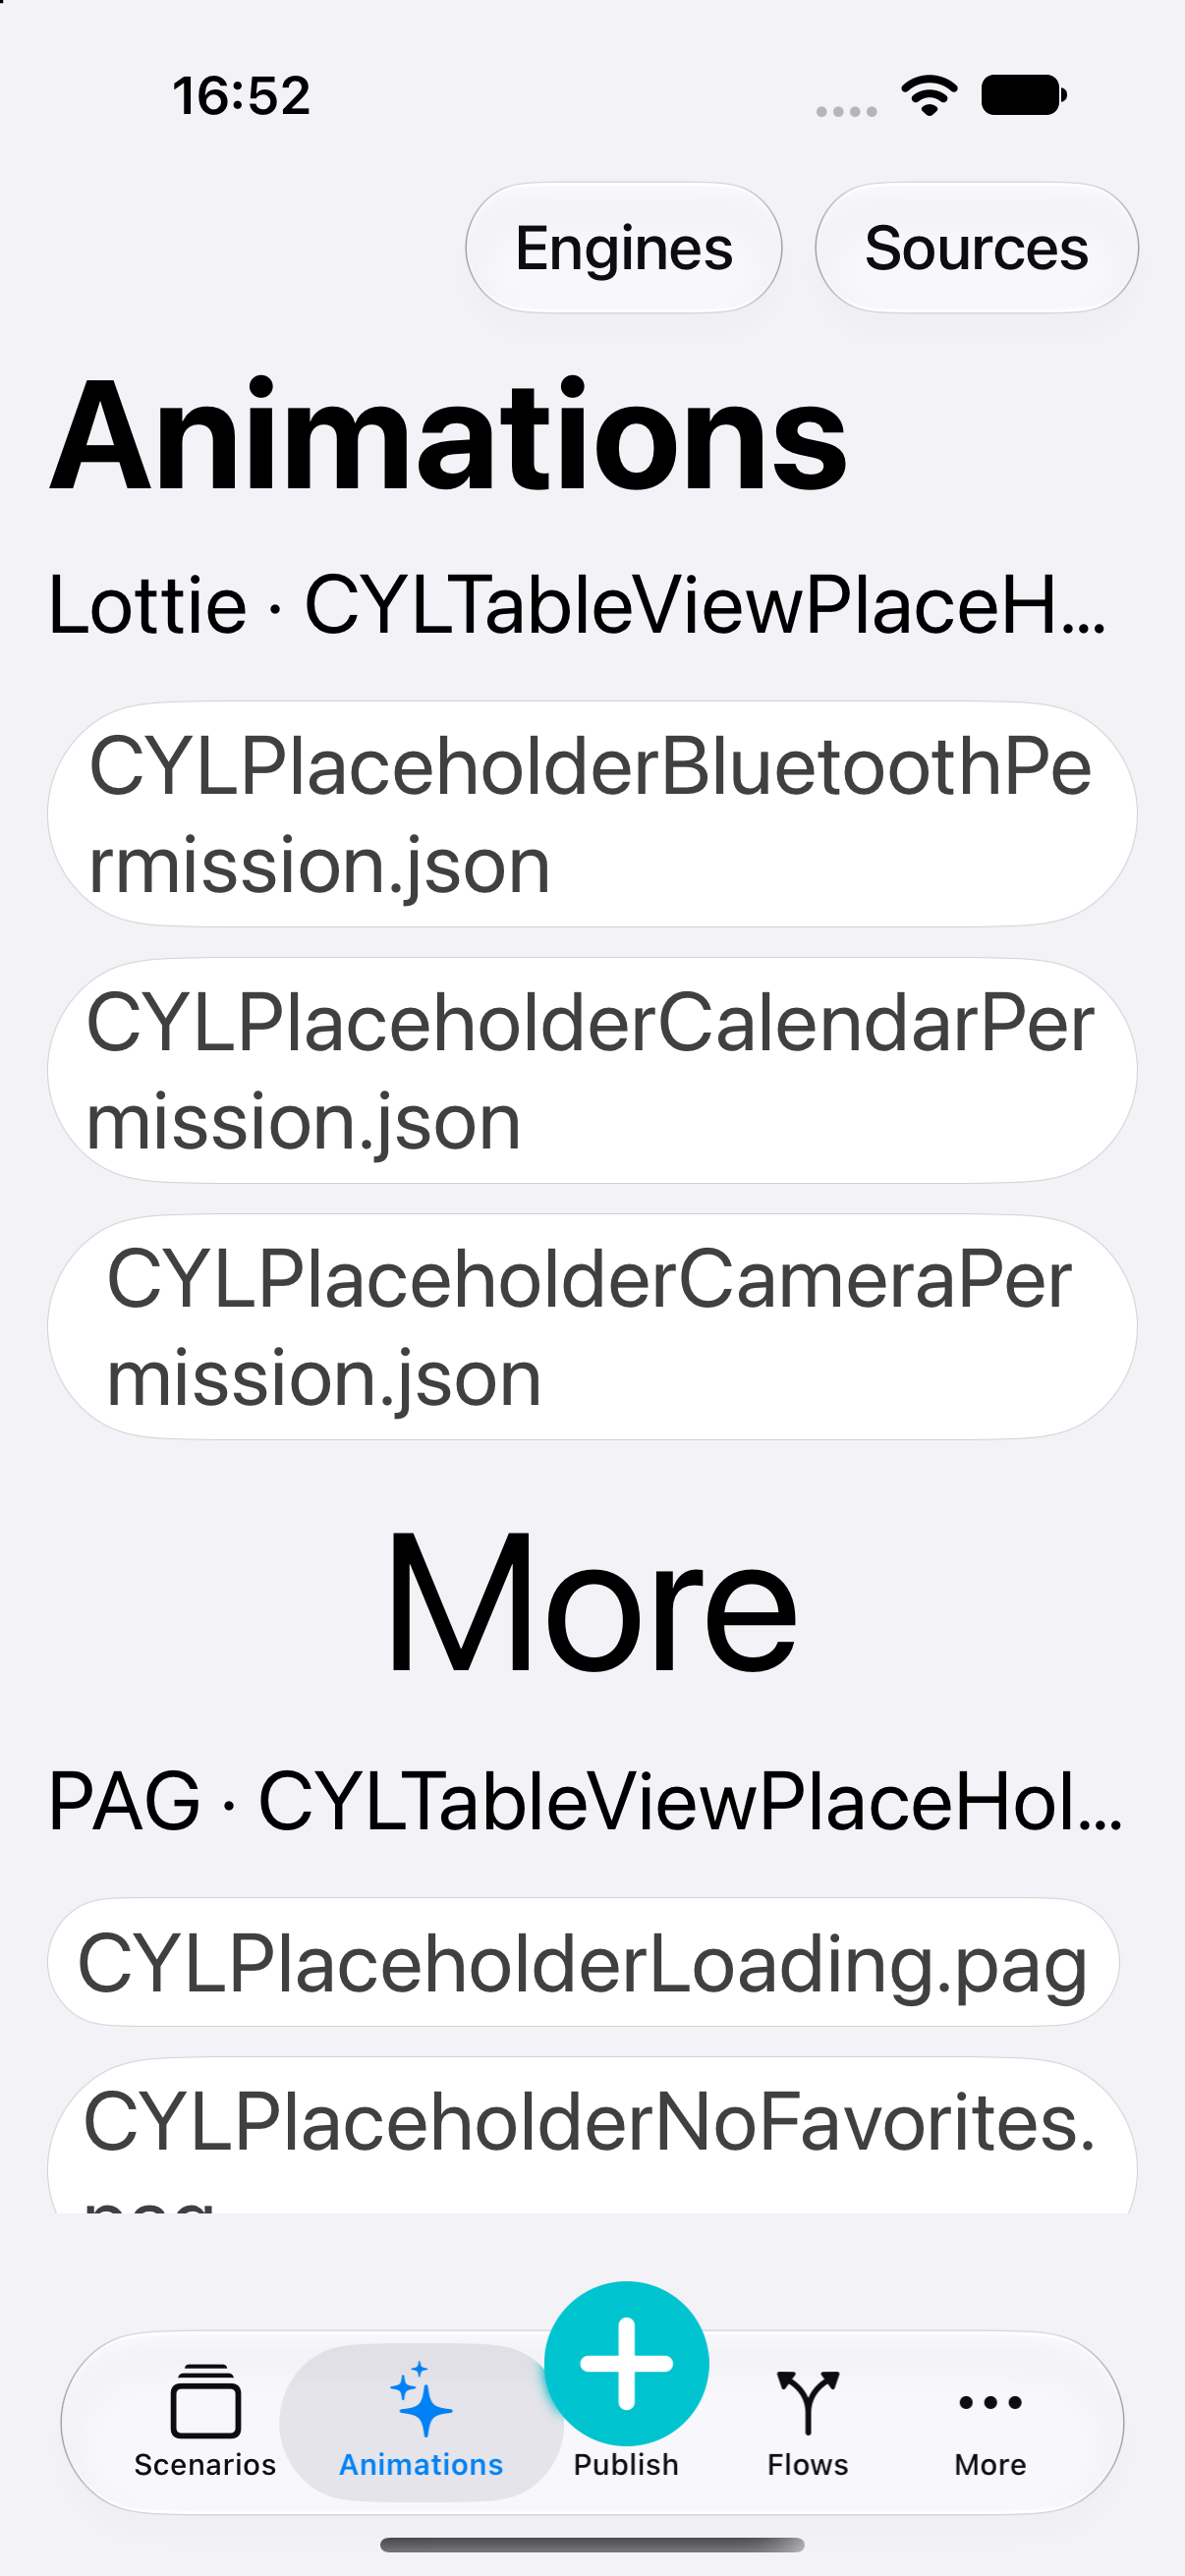 16:52
Engines
Sources
Animations
Lottie · CYLTableViewPlaceH...
CYLPlaceholderBluetoothPe
rmission.json
CYLPlaceholderCalendarPer
mission.json
CYLPlaceholderCameraPer
mission.json
More
PAG · CYLTableViewPlaceHol...
CYLPlaceholderLoading.pag
CYLPlaceholderNoFavorites.
pag
Scenarios
Animations
Publish
Flows
More